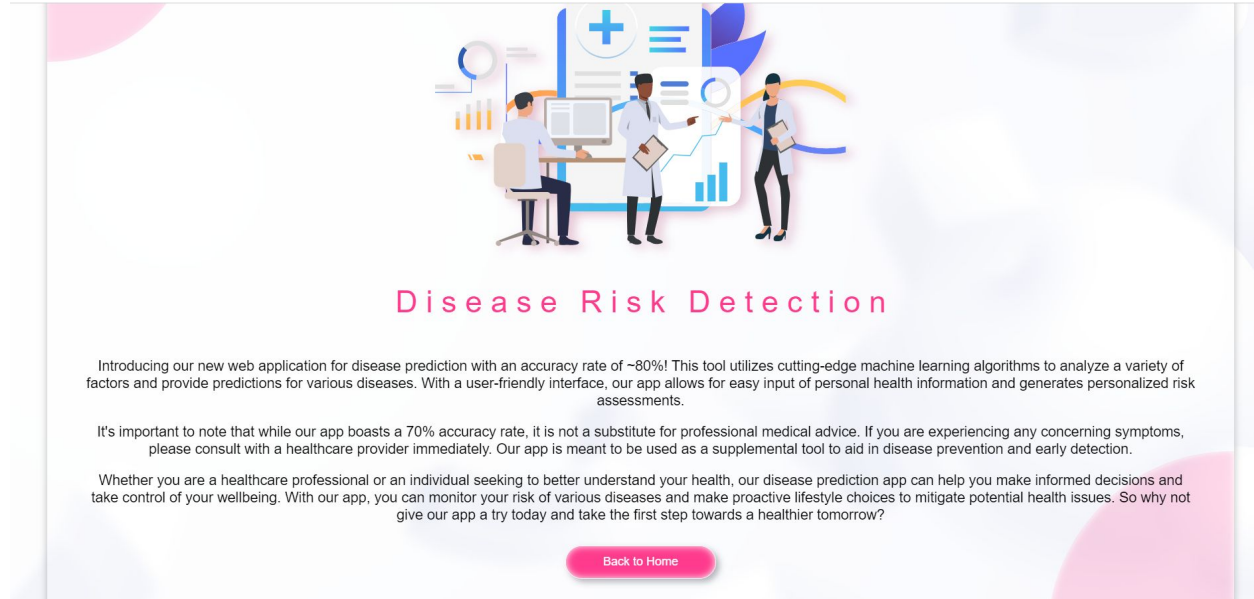 Disease Risk Detection
Introducing our new web application for disease prediction with an accuracy rate of ~80%! This tool utilizes cutting-edge machine learning algorithms to analyze a variety of
factors and provide predictions for various diseases. With a user-friendly interface, our app allows for easy input of personal health information and generates personalized risk
assessments.
It's important to note that while our app boasts a 70% accuracy rate, it is not a substitute for professional medical advice. If you are experiencing any concerning symptoms,
please consult with a healthcare provider immediately. Our app is meant to be used as a supplemental tool to aid in disease prevention and early detection.
Whether you are a healthcare professional or an individual seeking to better understand your health, our disease prediction app can help you make informed decisions and
take control of your wellbeing. With our app, you can monitor your risk of various diseases and make proactive lifestyle choices to mitigate potential health issues. So why not
give our app a try today and take the first step towards a healthier tomorrow?
Back to Home